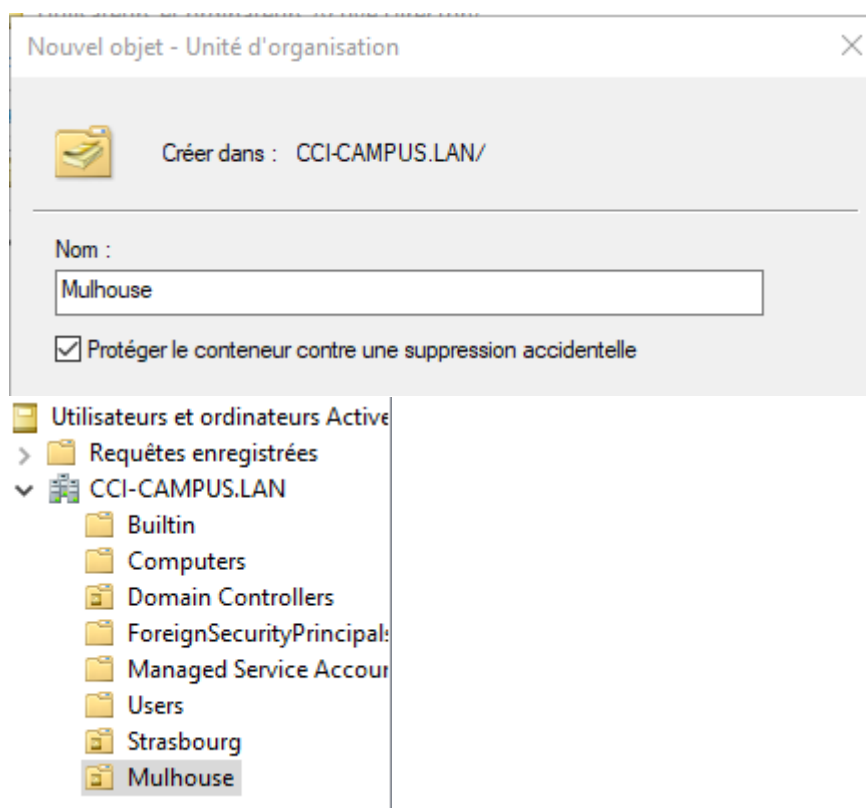 Nouvel objet - Unité d'organisation
Créer dans : CCI-CAMPUS.LAN/
Nom :
Mulhouse
Protéger le conteneur contre une suppression accidentelle
Utilisateurs et ordinateurs Active
Requêtes enregistrées
CCI-CAMPUS.LAN
Builtin
Computers
Domain Controllers
ForeignSecurityPrincipals
Managed Service Accour
Users
Strasbourg
Mulhouse